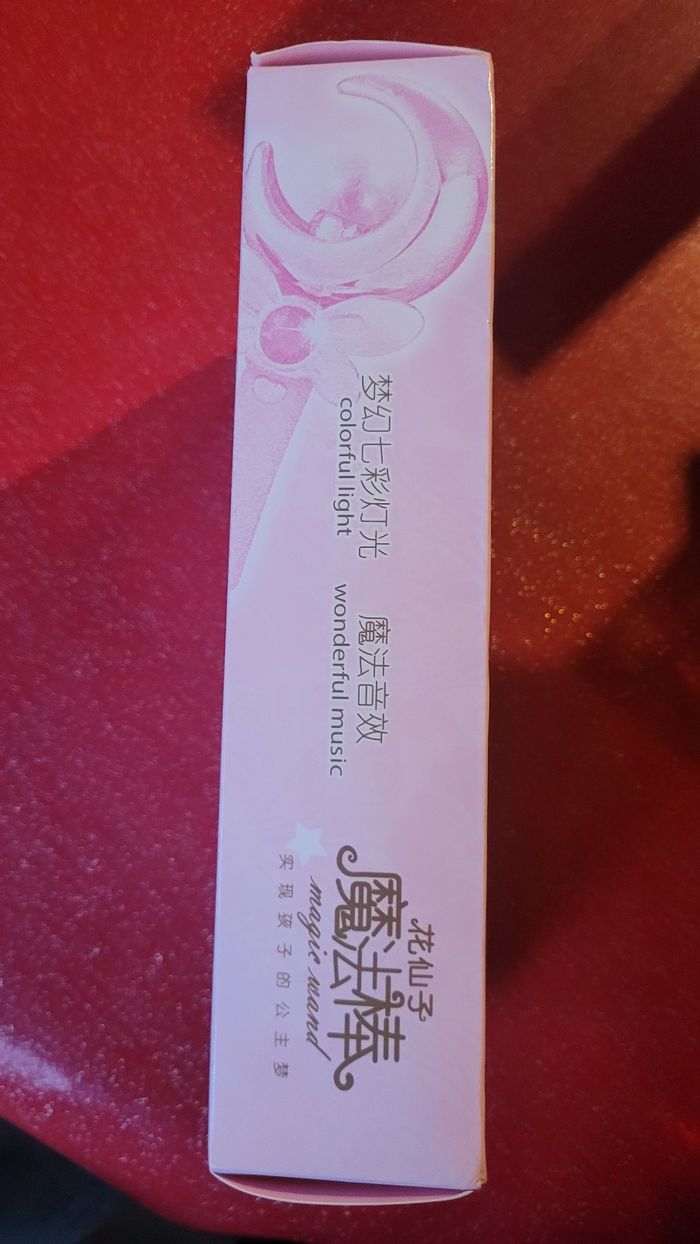 梦幻七彩灯光
colorful light
魔法音效
wonderful music
花仙子
魔法棒
magic wand
实现孩子的公主梦